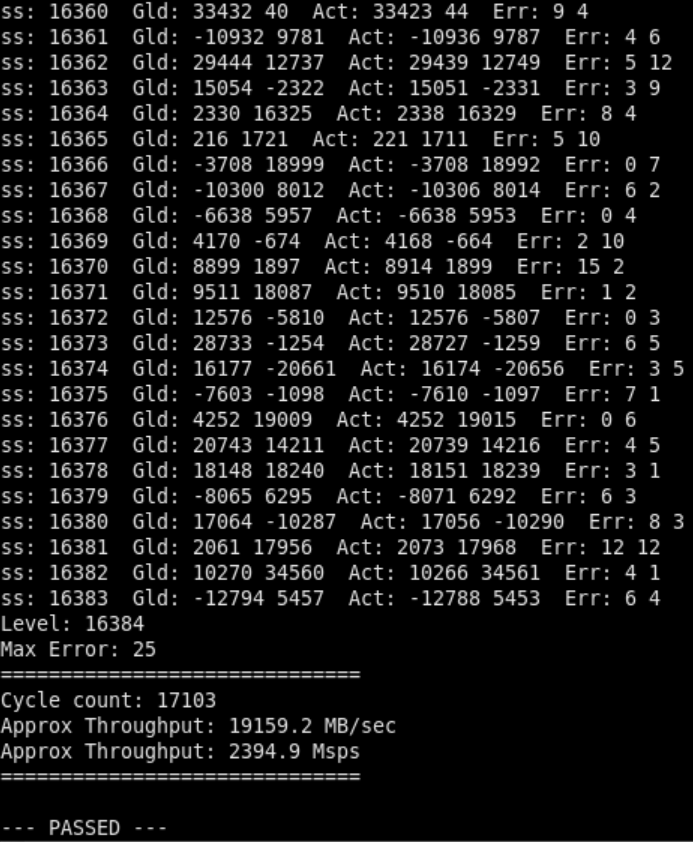 ss: 16360  Gld: 33432 40  Act: 33423 44  Err: 9 4
ss: 16361  Gld: -10932 9781  Act: -10936 9787  Err: 4 6
ss: 16362  Gld: 29444 12737  Act: 29439 12749  Err: 5 12
ss: 16363  Gld: 15054 -2322  Act: 15051 -2331  Err: 3 9
ss: 16364  Gld: 2330 16325  Act: 2338 16329  Err: 8 4
ss: 16365  Gld: 216 1721  Act: 221 1711  Err: 5 10
ss: 16366  Gld: -3708 18999  Act: -3708 18992  Err: 0 7
ss: 16367  Gld: -10300 8012  Act: -10306 8014  Err: 6 2
ss: 16368  Gld: -6638 5957  Act: -6638 5953  Err: 0 4
ss: 16369  Gld: 4170 -674  Act: 4168 -664  Err: 2 10
ss: 16370  Gld: 8899 1897  Act: 8914 1899  Err: 15 2
ss: 16371  Gld: 9511 18087  Act: 9510 18085  Err: 1 2
ss: 16372  Gld: 12576 -5810  Act: 12576 -5807  Err: 0 3
ss: 16373  Gld: 28733 -1254  Act: 28727 -1259  Err: 6 5
ss: 16374  Gld: 16177 -20661  Act: 16174 -20656  Err: 3 5
ss: 16375  Gld: -7603 -1098  Act: -7610 -1097  Err: 7 1
ss: 16376  Gld: 4252 19009  Act: 4252 19015  Err: 0 6
ss: 16377  Gld: 20743 14211  Act: 20739 14216  Err: 4 5
ss: 16378  Gld: 18148 18240  Act: 18151 18239  Err: 3 1
ss: 16379  Gld: -8065 6295  Act: -8071 6292  Err: 6 3
ss: 16380  Gld: 17064 -10287  Act: 17056 -10290  Err: 8 3
ss: 16381  Gld: 2061 17956  Act: 2073 17968  Err: 12 12
ss: 16382  Gld: 10270 34560  Act: 10266 34561  Err: 4 1
ss: 16383  Gld: -12794 5457  Act: -12788 5453  Err: 6 4
Level: 16384
Max Error: 25
==============================
Cycle count: 17103
Approx Throughput: 19159.2 MB/sec
Approx Throughput: 2394.9 Msps
==============================
--- PASSED ---